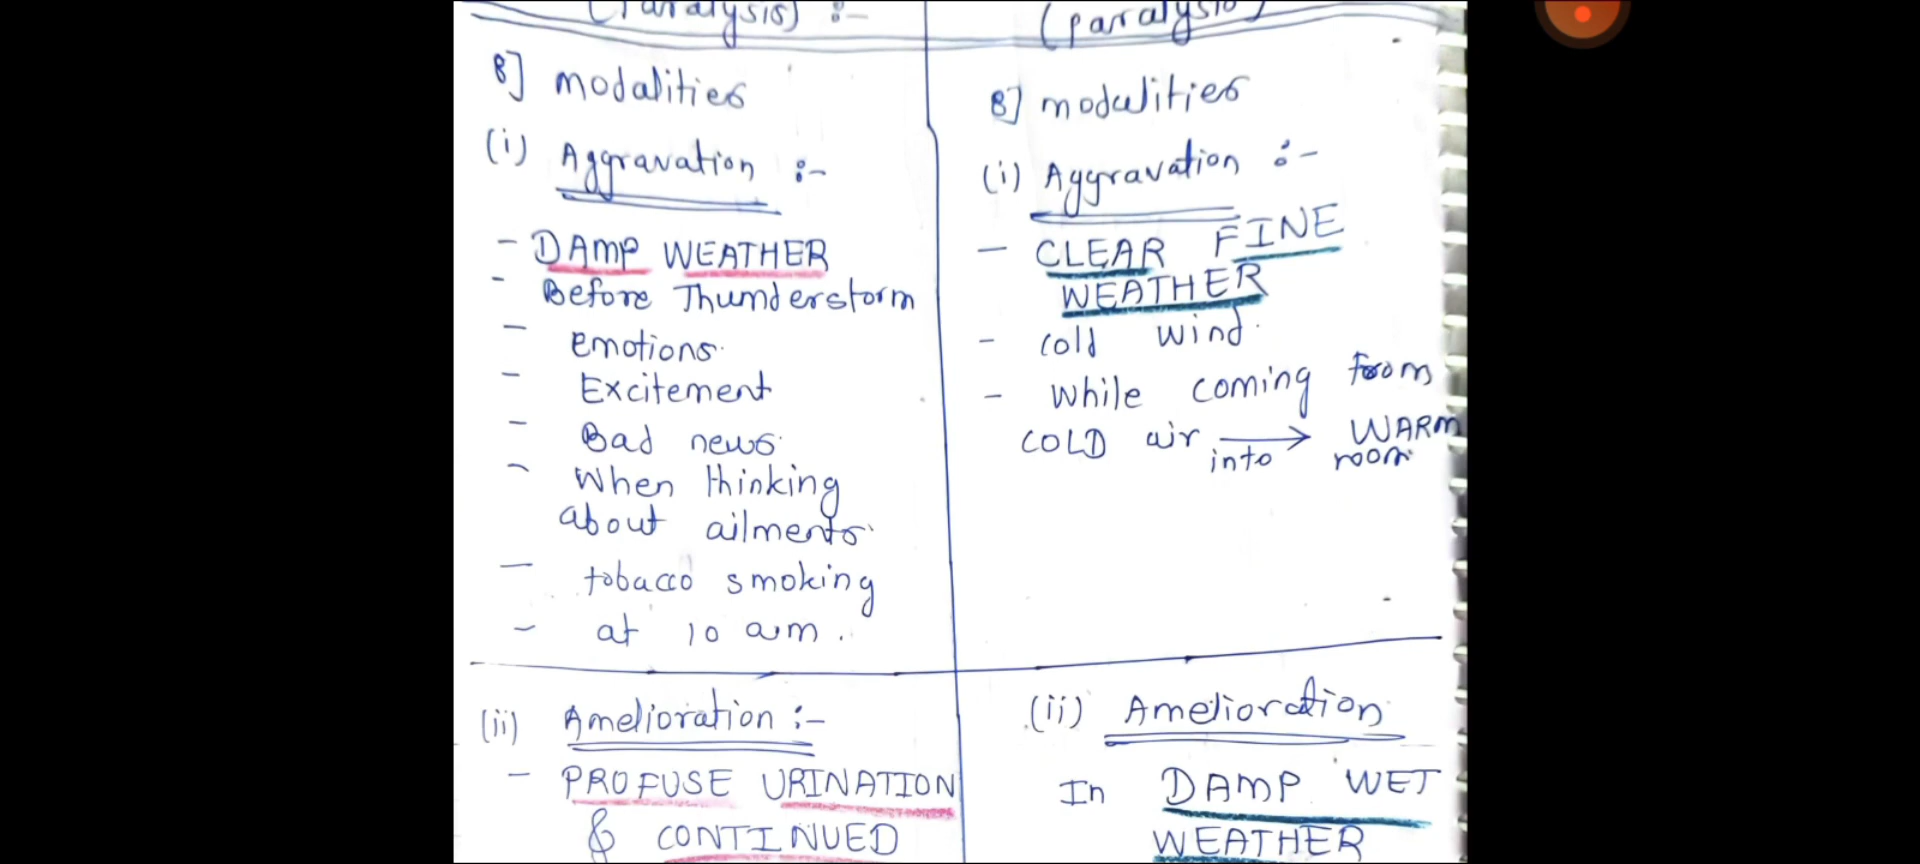 (Paralysis) :-
8] modalities
(i) Aggravation :-
- DAMP WEATHER
- Before Thunderstorm
- emotions.
- Excitement
- Bad news.
- When thinking
about ailments.
- tobacco smoking
- at 10 a.m.
(ii) Amelioration :-
- PROFUSE URINATION
& CONTINUED
(paralysis)
8] modalities
(i) Aggravation :-
- CLEAR FINE
WEATHER
- cold wind.
- While coming from
COLD air → WARM
into room.
(ii) Amelioration
In DAMP WET
WEATHER